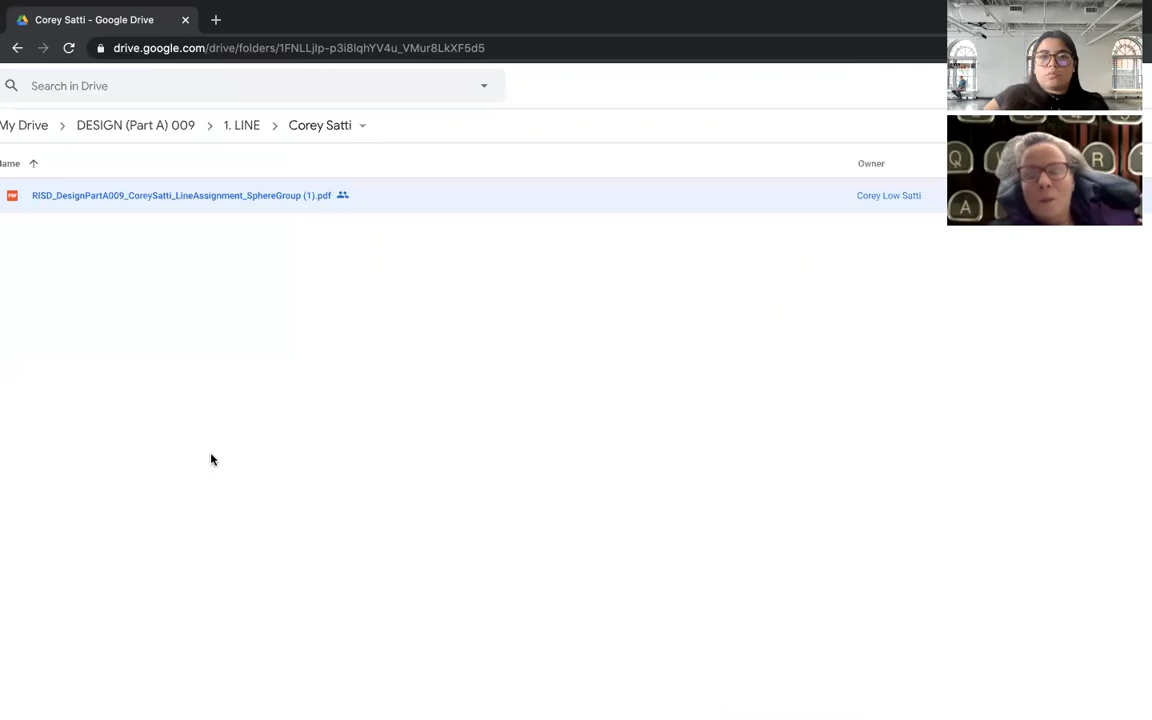 Corey Satti - Google Drive
drive.google.com/drive/folders/1FNLLjIp-p3i8lqhYV4u_VMur8LkXF5d5
Search in Drive
My Drive > DESIGN (Part A) 009 > 1. LINE > Corey Satti
ame Owner
RISD_DesignPartA009_CoreySatti_LineAssignment_SphereGroup (1).pdf Corey Low Satti
Q R
A